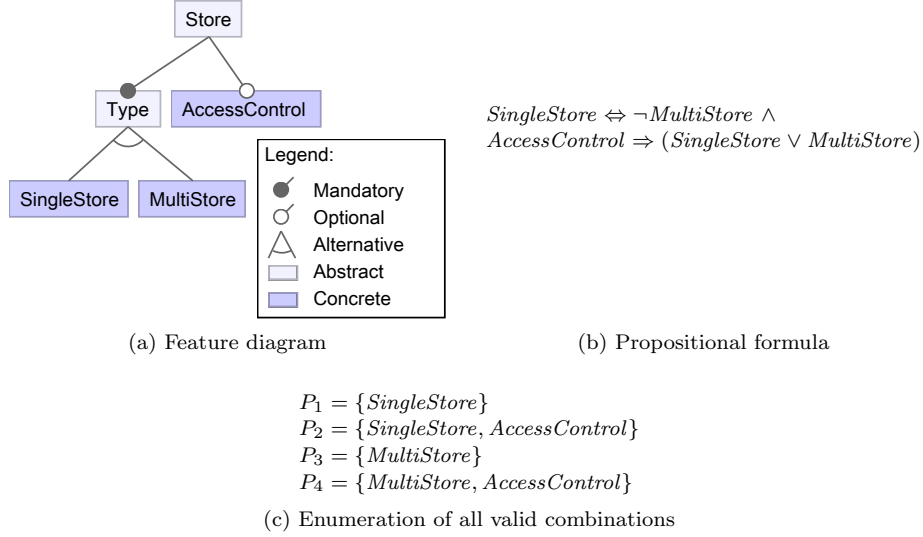 Store
Type
AccessControl
SingleStore
MultiStore
Legend:
Mandatory
Optional
Alternative
Abstract
Concrete
(a) Feature diagram
SingleStore ⇔ ¬MultiStore ∧
AccessControl ⇒ (SingleStore ∨ MultiStore)
(b) Propositional formula
P₁ = {SingleStore}
P₂ = {SingleStore, AccessControl}
P₃ = {MultiStore}
P₄ = {MultiStore, AccessControl}
(c) Enumeration of all valid combinations